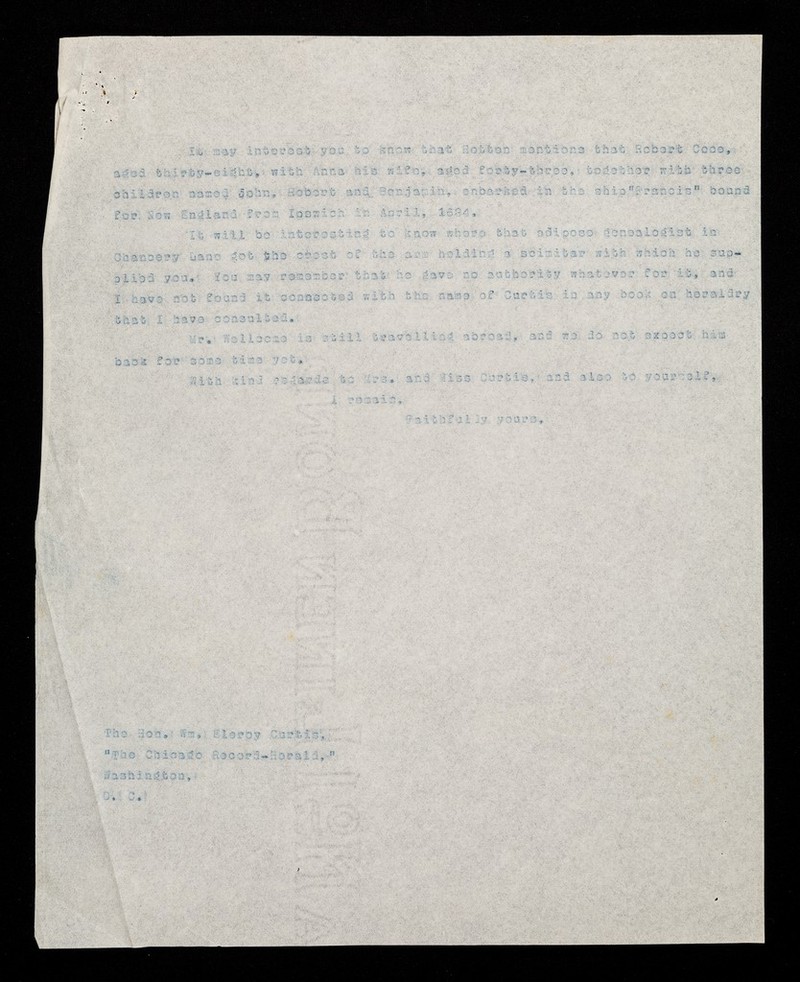 It may interest you to know that Hotten mentions that Robert Cooe,
aged thirty-eight, with Anna his wife, aged forty-three, together with three
children named John, Robert and Benjamin, embarked in the ship "Francis" bound
for New England from Ipswich in April, 1634.
It will be interesting to know where that adipose genealogist in
Chancery Lane got the crest of the arm holding a scimitar with which he sup-
plied you. You may remember that he gave no authority whatever for it, and
I have not found it connected with the name of Curtis in any book on heraldry
that I have consulted.
Mr. Wellcome is still travelling abroad, and we do not expect him
back for some time yet.
With kind regards to Mrs. and Miss Curtis, and also to yourself,
I remain,
Faithfully yours,
The Hon. Wm. Eleroy Curtis,
"The Chicago Record-Herald,"
Washington,
D. C.